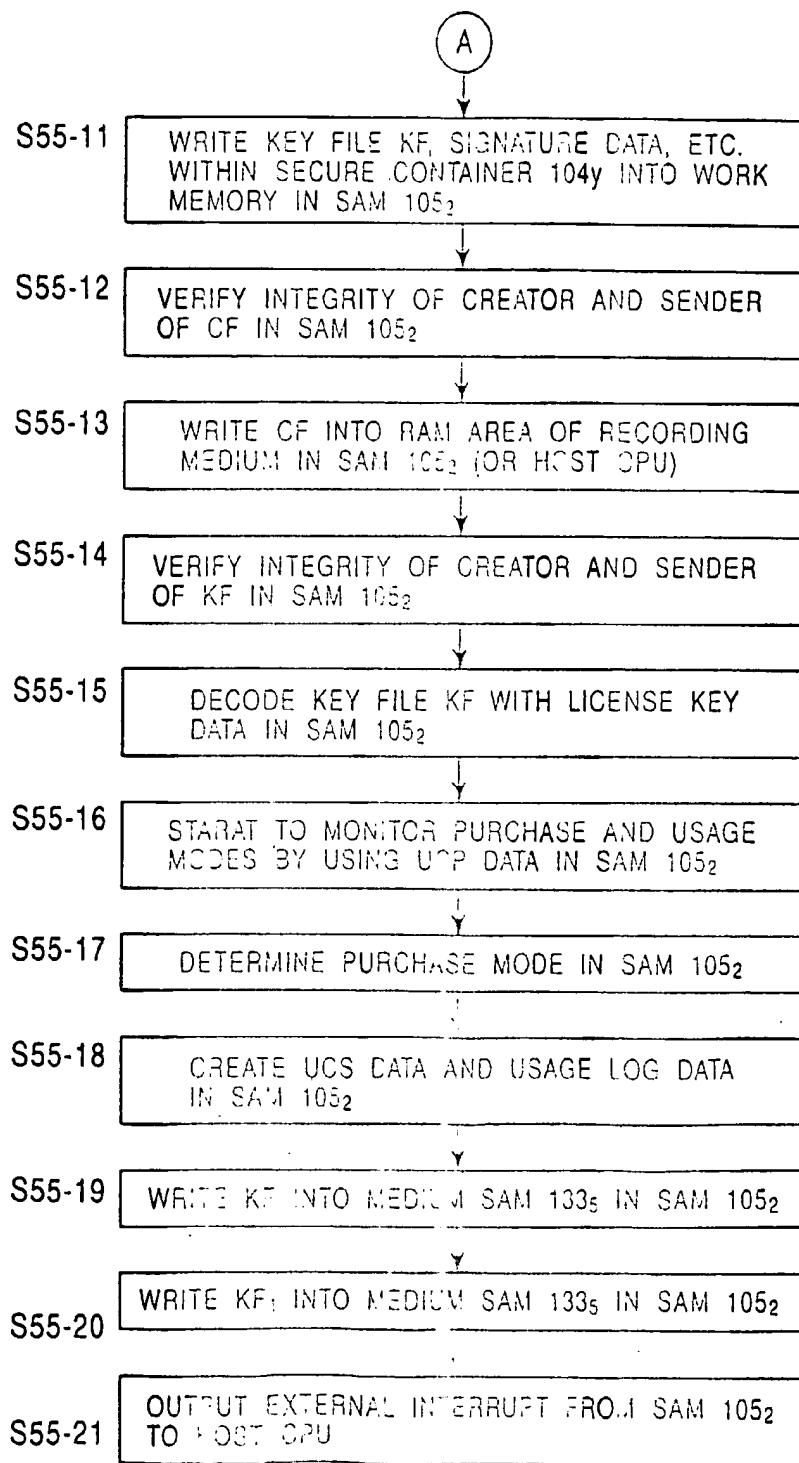 A
S55-11
WRITE KEY FILE KF, SIGNATURE DATA, ETC.
WITHIN SECURE CONTAINER 104y INTO WORK
MEMORY IN SAM 105₂
S55-12
VERIFY INTEGRITY OF CREATOR AND SENDER
OF CF IN SAM 105₂
S55-13
WRITE CF INTO RAM AREA OF RECORDING
MEDIUM IN SAM 105₂ (OR HOST CPU)
S55-14
VERIFY INTEGRITY OF CREATOR AND SENDER
OF KF IN SAM 105₂
S55-15
DECODE KEY FILE KF WITH LICENSE KEY
DATA IN SAM 105₂
S55-16
STARAT TO MONITOR PURCHASE AND USAGE
MODES BY USING UCP DATA IN SAM 105₂
S55-17
DETERMINE PURCHASE MODE IN SAM 105₂
S55-18
CREATE UCS DATA AND USAGE LOG DATA
IN SAM 105₂
S55-19
WRITE KF INTO MEDIUM SAM 133₅ IN SAM 105₂
S55-20
WRITE KF₁ INTO MEDIUM SAM 133₅ IN SAM 105₂
S55-21
OUTPUT EXTERNAL INTERRUPT FROM SAM 105₂
TO HOST CPU